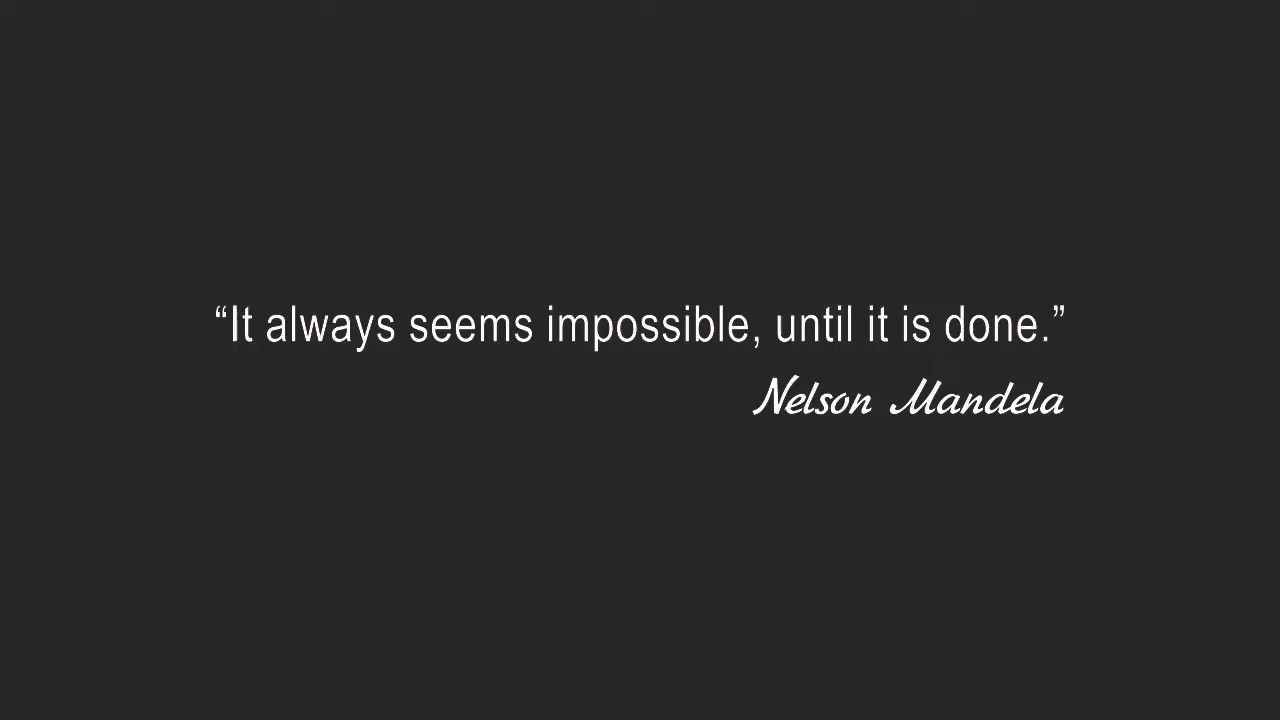 “It always seems impossible, until it is done.”
Nelson Mandela